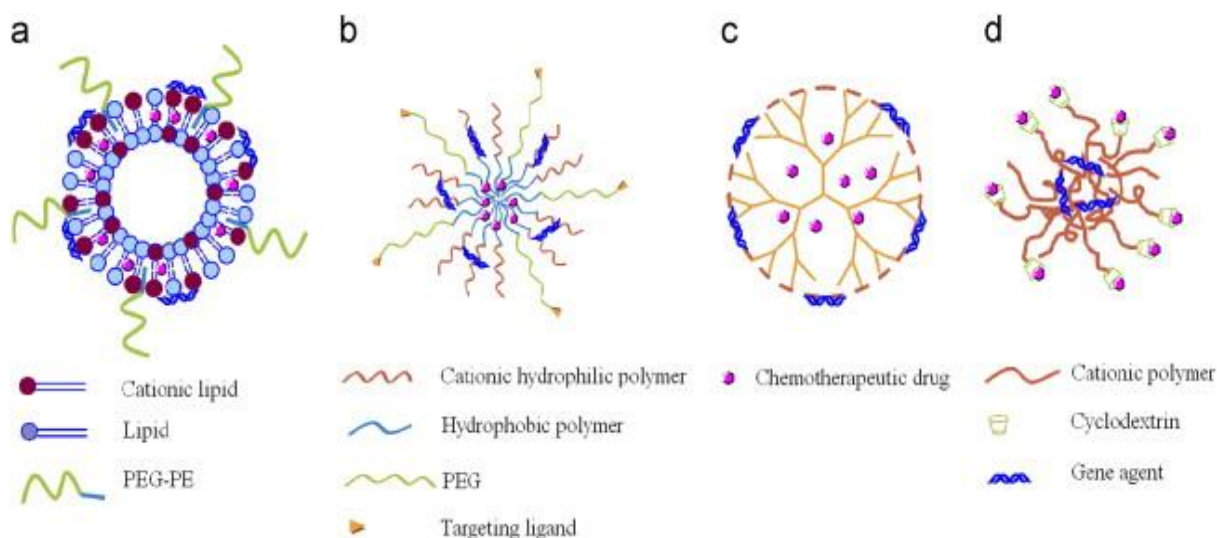 a
b
c
d
Cationic lipid
Lipid
PEG-PE
Cationic hydrophilic polymer
Hydrophobic polymer
PEG
Targeting ligand
Chemotherapeutic drug
Cationic polymer
Cyclodextrin
Gene agent